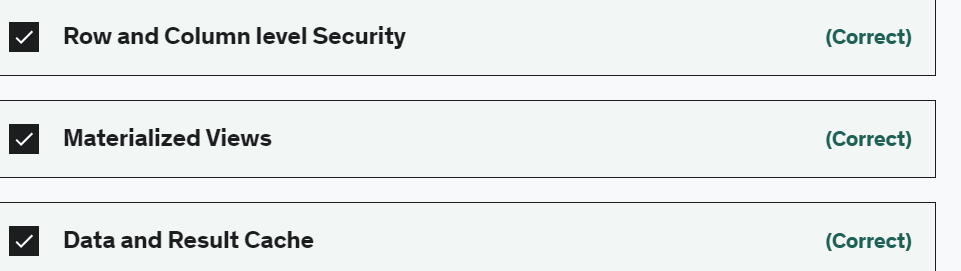 Row and Column level Security (Correct)
Materialized Views (Correct)
Data and Result Cache (Correct)